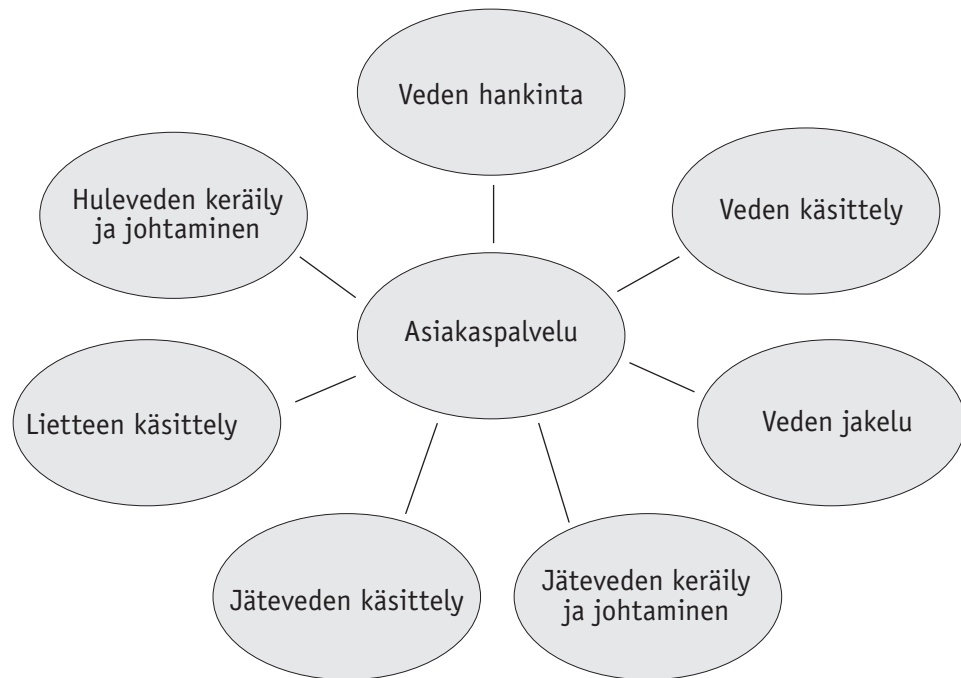 Veden hankinta
Huleveden keräily
ja johtaminen
Veden käsittely
Asiakaspalvelu
Lietteen käsittely
Veden jakelu
Jäteveden käsittely
Jäteveden keräily
ja johtaminen